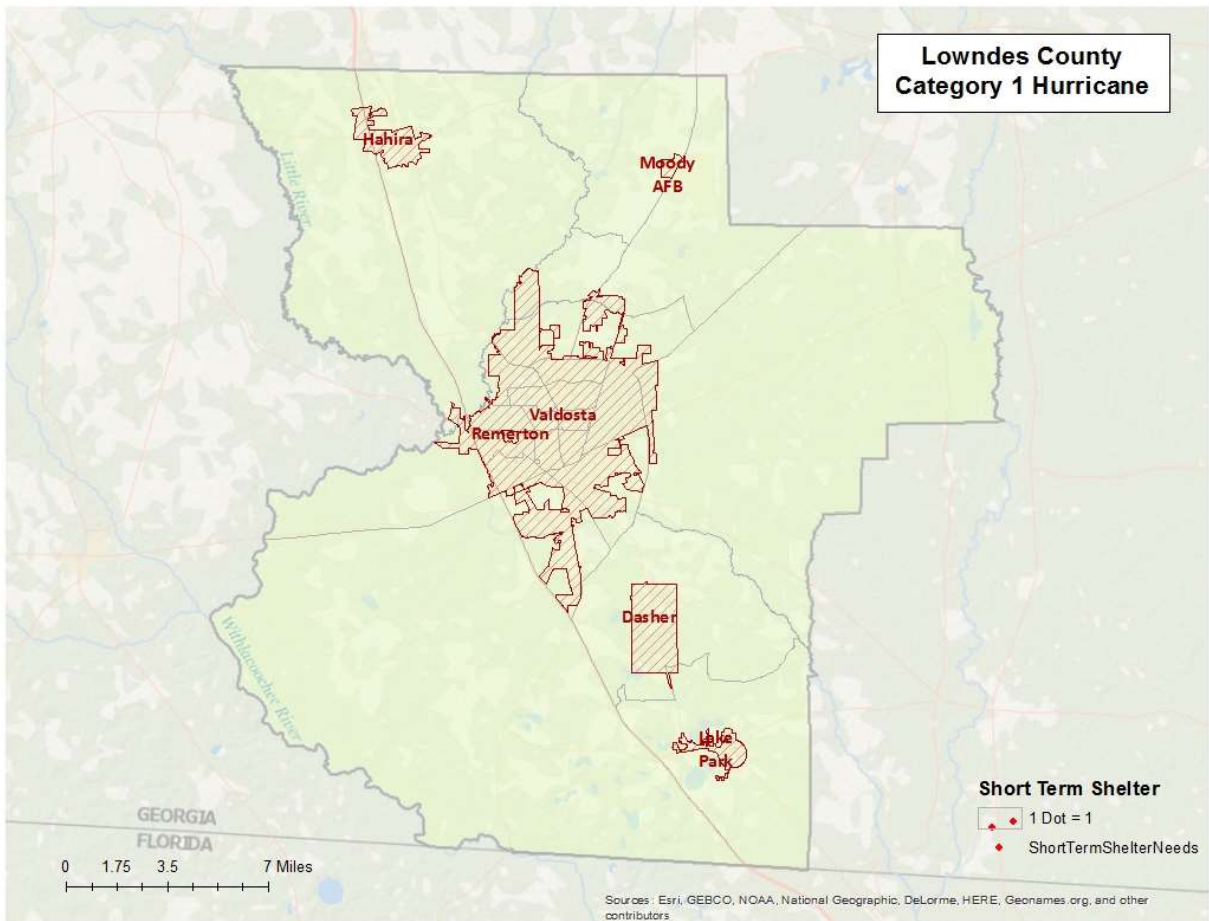 Lowndes County
Category 1 Hurricane
Hahira
Moody
AFB
Little River
Valdosta
Remerton
Dasher
Withlacoochee River
Lake
Park
GEORGIA
FLORIDA
0 1.75 3.5 7 Miles
Short Term Shelter
1 Dot = 1
ShortTermShelterNeeds
Sources: Esri, GEBCO, NOAA, National Geographic, DeLorme, HERE, Geonames.org, and other
contributors